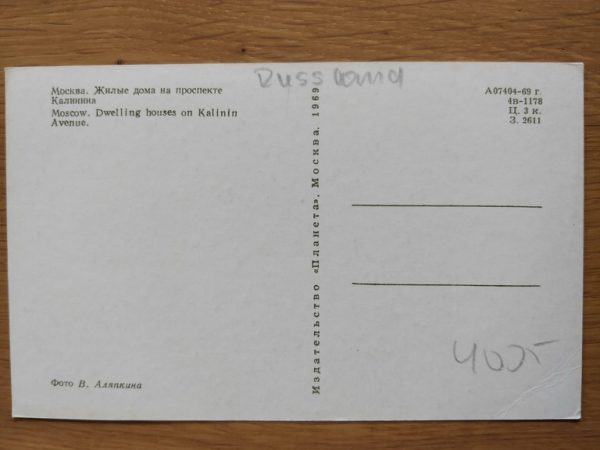 Москва. Жилые дома на проспекте
Калинина
Moscow. Dwelling houses on Kalinin
Avenue.
Фото В. Аляпкина
Издательство «Планета». Москва. 1969
Russland
А07404-69 г.
4в-1178
Ц. 3 к.
З. 2611